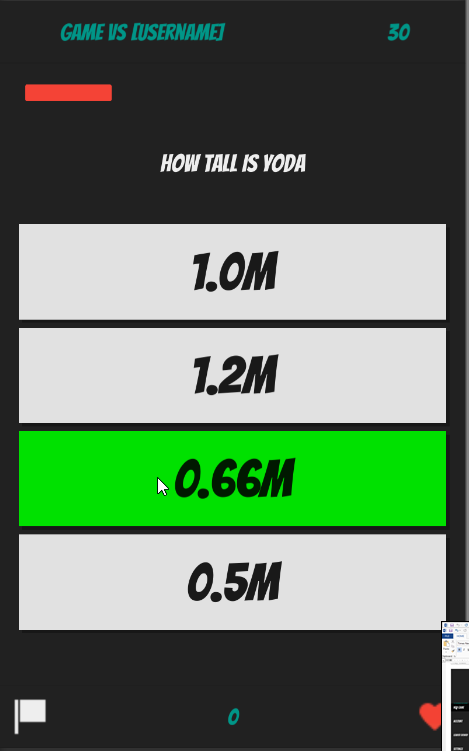 GAME VS [USERNAME]
30
HOW TALL IS YODA
1.0M
1.2M
0.66M
0.5M
0